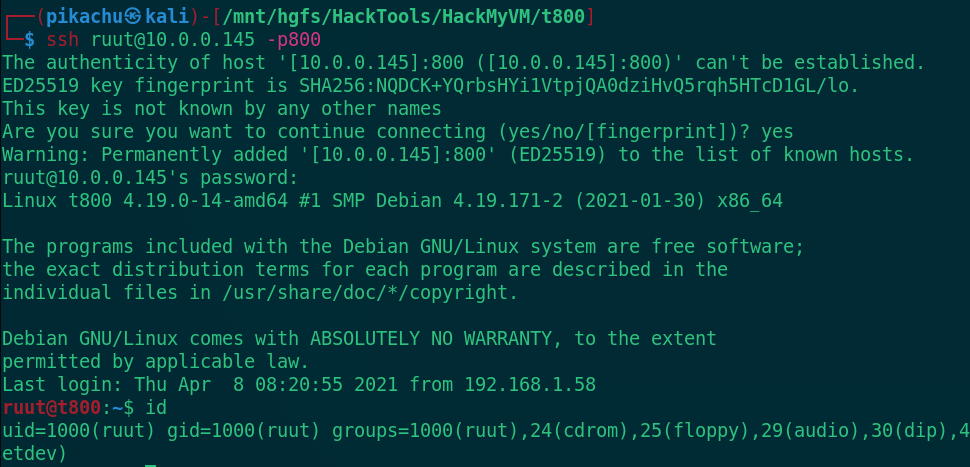 ┌──(pikachu㉿kali)-[/mnt/hgfs/HackTools/HackMyVM/t800]
└─$ ssh ruut@10.0.0.145 -p800
The authenticity of host '[10.0.0.145]:800 ([10.0.0.145]:800)' can't be established.
ED25519 key fingerprint is SHA256:NQDCK+YQrbsHYi1VtpjQA0dziHvQ5rqh5HTcD1GL/lo.
This key is not known by any other names
Are you sure you want to continue connecting (yes/no/[fingerprint])? yes
Warning: Permanently added '[10.0.0.145]:800' (ED25519) to the list of known hosts.
ruut@10.0.0.145's password:
Linux t800 4.19.0-14-amd64 #1 SMP Debian 4.19.171-2 (2021-01-30) x86_64

The programs included with the Debian GNU/Linux system are free software;
the exact distribution terms for each program are described in the
individual files in /usr/share/doc/*/copyright.

Debian GNU/Linux comes with ABSOLUTELY NO WARRANTY, to the extent
permitted by applicable law.
Last login: Thu Apr  8 08:20:55 2021 from 192.168.1.58
ruut@t800:~$ id
uid=1000(ruut) gid=1000(ruut) groups=1000(ruut),24(cdrom),25(floppy),29(audio),30(dip),4
etdev)